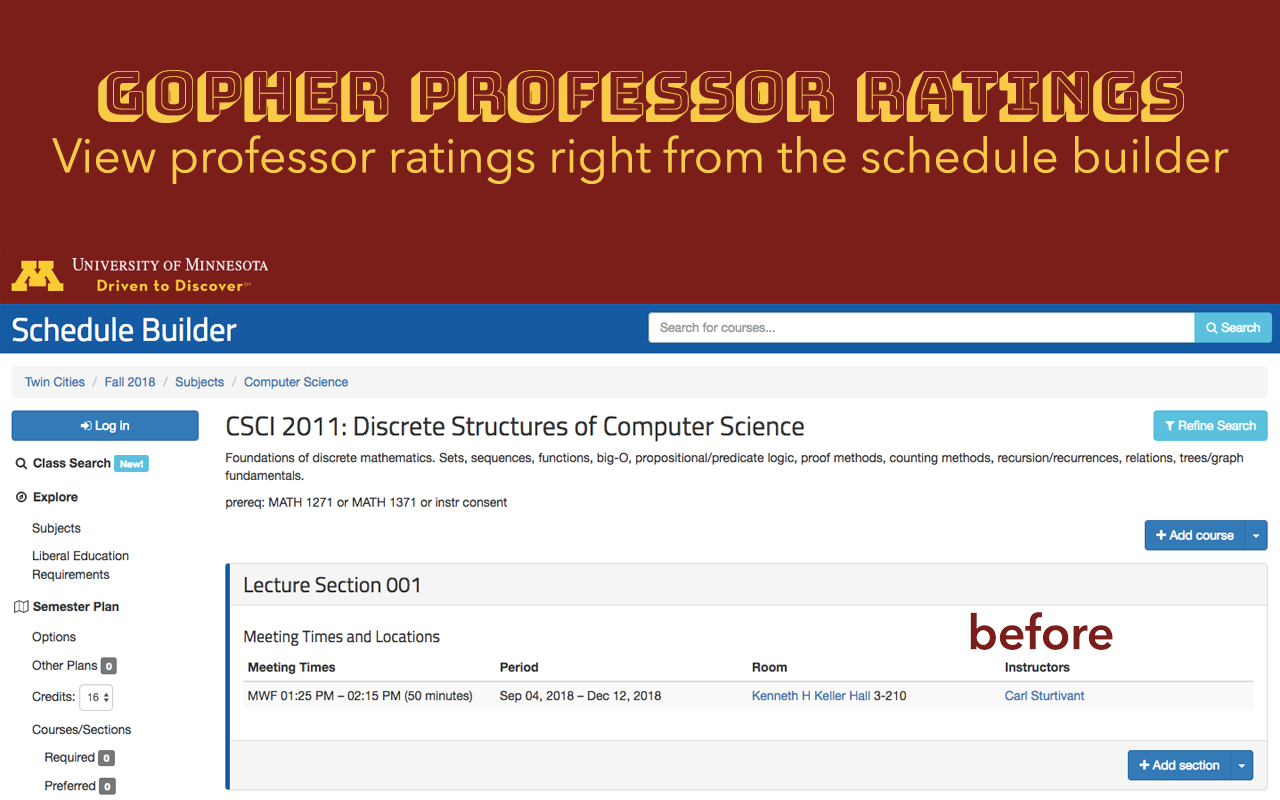 GOPHER PROFESSOR RATINGS
View professor ratings right from the schedule builder
UNIVERSITY OF MINNESOTA
Driven to Discover℠
Schedule Builder
Search for courses...
Search
Twin Cities / Fall 2018 / Subjects / Computer Science
Log in
Class Search New!
Explore
Subjects
Liberal Education
Requirements
Semester Plan
Options
Other Plans 0
Credits: 16
Courses/Sections
Required 0
Preferred 0
CSCI 2011: Discrete Structures of Computer Science
Refine Search
Foundations of discrete mathematics. Sets, sequences, functions, big-O, propositional/predicate logic, proof methods, counting methods, recursion/recurrences, relations, trees/graph
fundamentals.
prereq: MATH 1271 or MATH 1371 or instr consent
Add course
Lecture Section 001
before
Meeting Times and Locations
Meeting Times Period Room Instructors
MWF 01:25 PM – 02:15 PM (50 minutes) Sep 04, 2018 – Dec 12, 2018 Kenneth H Keller Hall 3-210 Carl Sturtivant
Add section